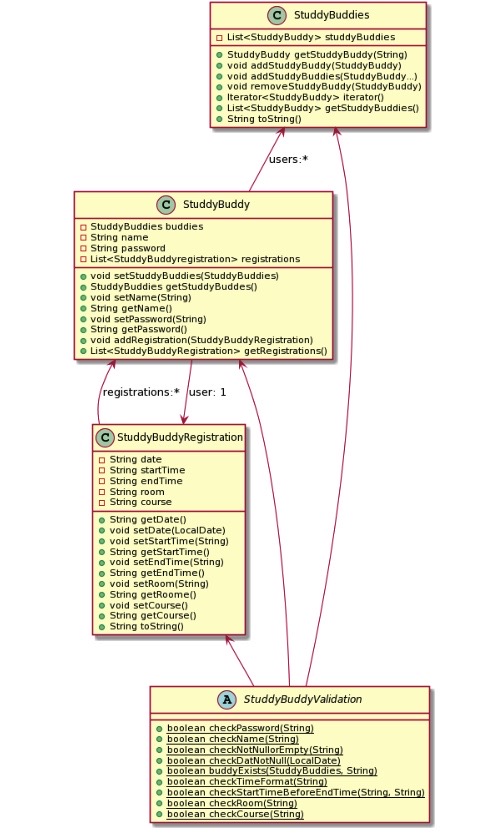 C StuddyBuddies
List<StuddyBuddy> studdyBuddies
StuddyBuddy getStuddyBuddy(String)
void addStuddyBuddy(StuddyBuddy)
void addStuddyBuddies(StuddyBuddy...)
void removeStuddyBuddy(StuddyBuddy)
Iterator<StuddyBuddy> iterator()
List<StuddyBuddy> getStuddyBuddies()
String toString()
users:*
C StuddyBuddy
StuddyBuddies buddies
String name
String password
List<StuddyBuddyregistration> registrations
void setStuddyBuddies(StuddyBuddies)
StuddyBuddies getStuddyBuddes()
void setName(String)
String getName()
void setPassword(String)
String getPassword()
void addRegistration(StuddyBuddyRegistration)
List<StuddyBuddyRegistration> getRegistrations()
registrations:* user: 1
C StuddyBuddyRegistration
String date
String startTime
String endTime
String room
String course
String getDate()
void setDate(LocalDate)
void setStartTime(String)
String getStartTime()
void setEndTime(String)
String getEndTime()
void setRoom(String)
String getRoome()
void setCourse()
String getCourse()
String toString()
A StuddyBuddyValidation
boolean checkPassword(String)
boolean checkName(String)
boolean checkNotNullorEmpty(String)
boolean checkDatNotNull(LocalDate)
boolean buddyExists(StuddyBuddies, String)
boolean checkTimeFormat(String)
boolean checkStartTimeBeforeEndTime(String, String)
boolean checkRoom(String)
boolean checkCourse(String)